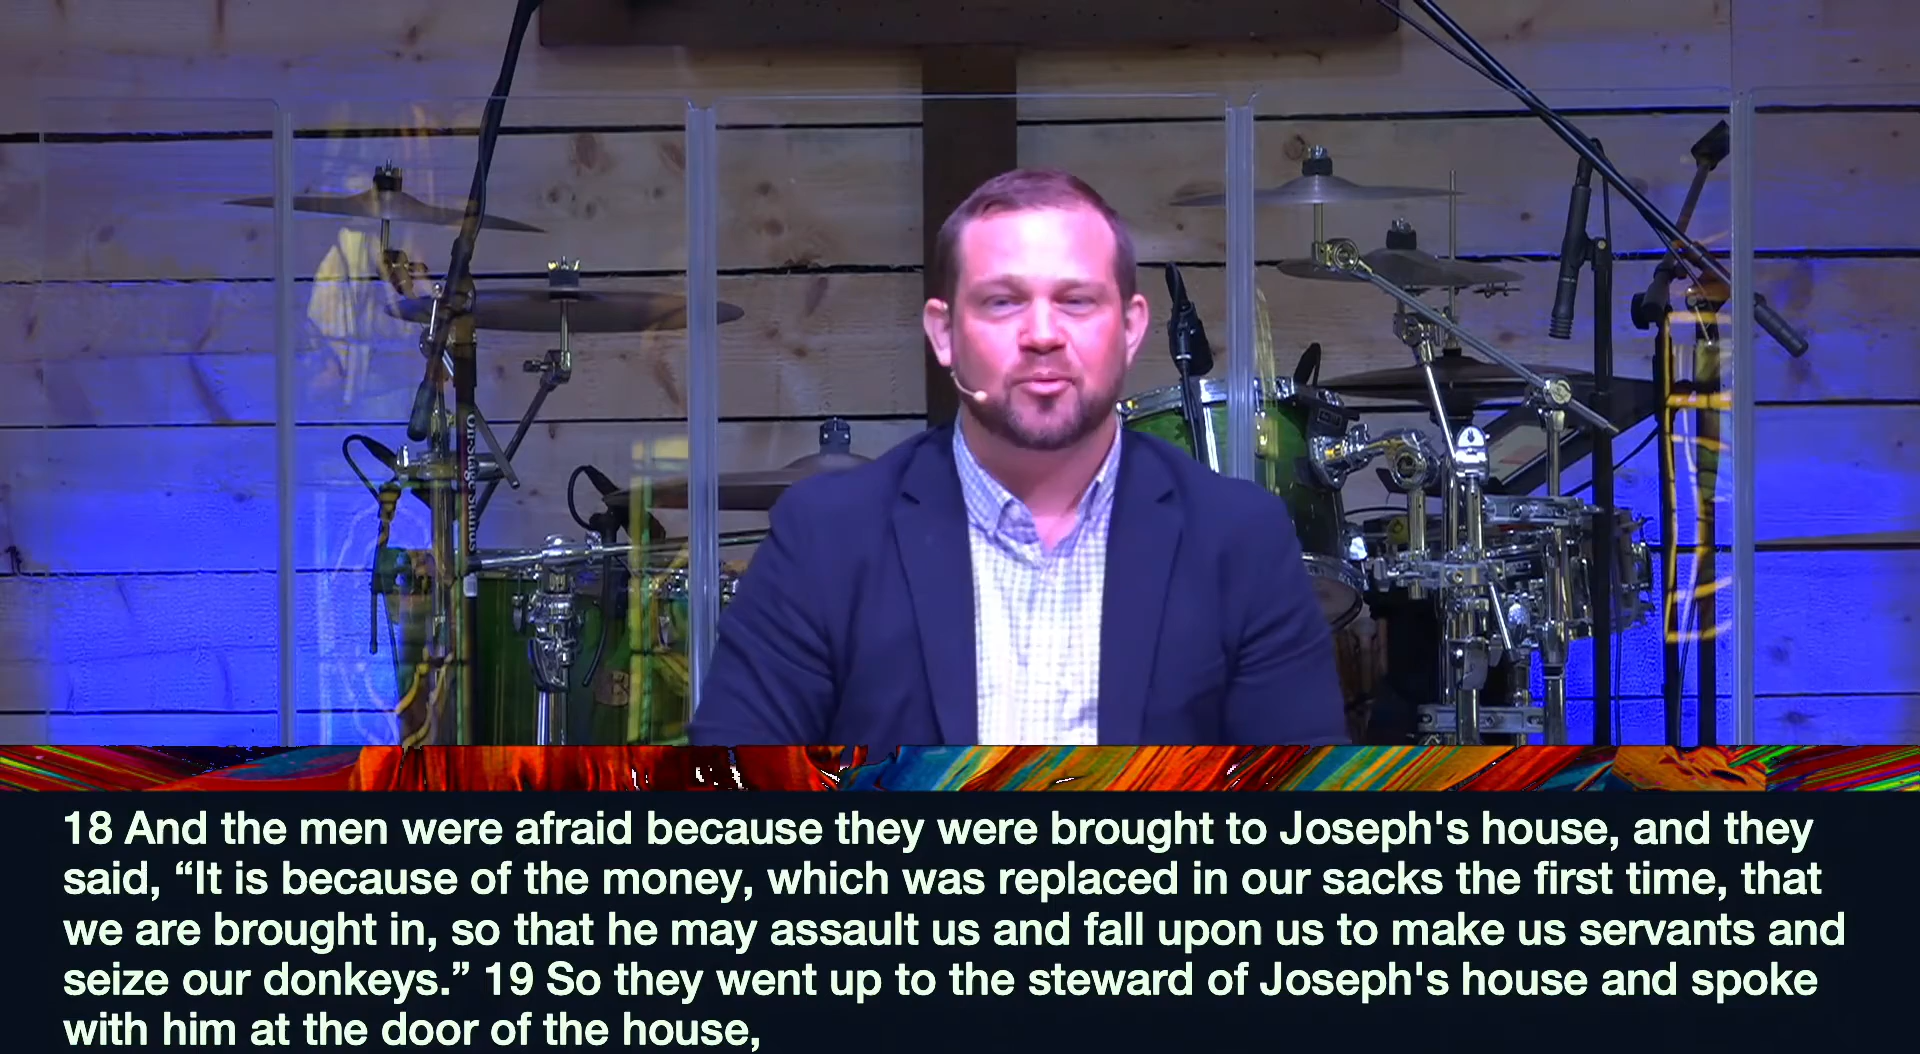 On-Stage Stands
18 And the men were afraid because they were brought to Joseph's house, and they
said, “It is because of the money, which was replaced in our sacks the first time, that
we are brought in, so that he may assault us and fall upon us to make us servants and
seize our donkeys.” 19 So they went up to the steward of Joseph's house and spoke
with him at the door of the house,